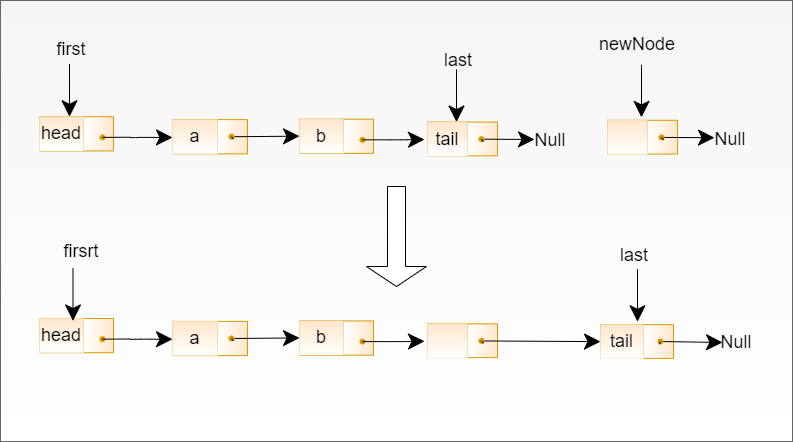 first
last
newNode
head
a
b
tail
Null
Null
firsrt
last
head
a
b
tail
Null